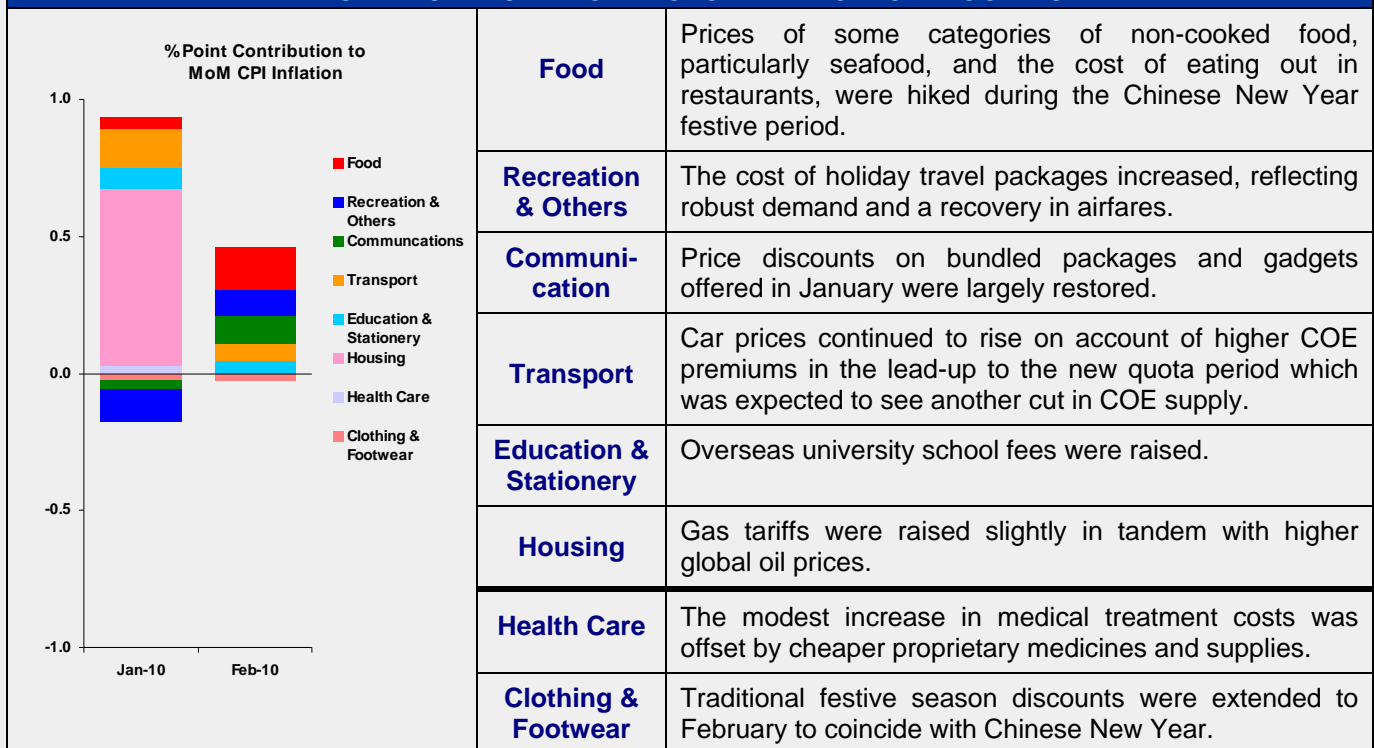 %Point Contribution to
MoM CPI Inflation
1.0
0.5
0.0
-0.5
-1.0
Jan-10
Feb-10
Food
Recreation &
Others
Communcations
Transport
Education &
Stationery
Housing
Health Care
Clothing &
Footwear
Food
Prices of some categories of non-cooked food,
particularly seafood, and the cost of eating out in
restaurants, were hiked during the Chinese New Year
festive period.
Recreation
& Others
The cost of holiday travel packages increased, reflecting
robust demand and a recovery in airfares.
Communi-
cation
Price discounts on bundled packages and gadgets
offered in January were largely restored.
Transport
Car prices continued to rise on account of higher COE
premiums in the lead-up to the new quota period which
was expected to see another cut in COE supply.
Education &
Stationery
Overseas university school fees were raised.
Housing
Gas tariffs were raised slightly in tandem with higher
global oil prices.
Health Care
The modest increase in medical treatment costs was
offset by cheaper proprietary medicines and supplies.
Clothing &
Footwear
Traditional festive season discounts were extended to
February to coincide with Chinese New Year.